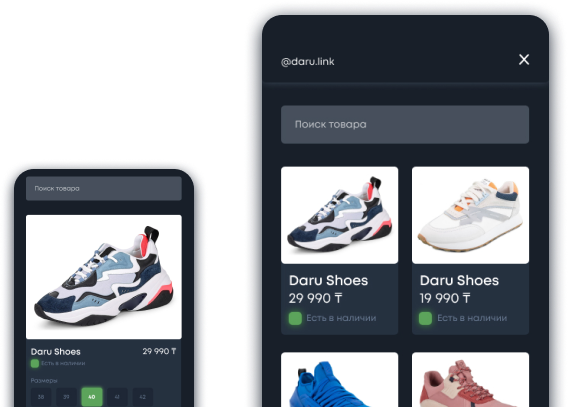 @daru.link
Поиск товара
Daru Shoes
29 990 ₸
Есть в наличии
Daru Shoes
19 990 ₸
Есть в наличии
Поиск товара
Daru Shoes 29 990 ₸
Есть в наличии
Размеры
38 39 40 41 42